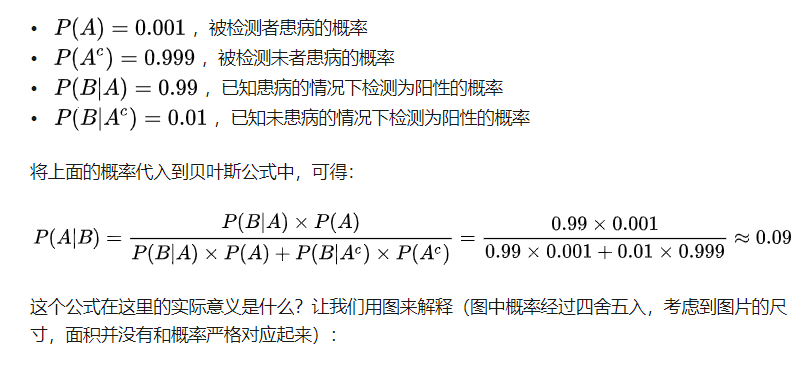 • P(A) = 0.001 ，被检测者患病的概率
• P(Aᶜ) = 0.999 ，被检测未者患病的概率
• P(B|A) = 0.99 ，已知患病的情况下检测为阳性的概率
• P(B|Aᶜ) = 0.01 ，已知未患病的情况下检测为阳性的概率
将上面的概率代入到贝叶斯公式中，可得：
P(A|B) = \frac{P(B|A) × P(A)}{P(B|A) × P(A) + P(B|Aᶜ) × P(Aᶜ)} = \frac{0.99 × 0.001}{0.99 × 0.001 + 0.01 × 0.999} ≈ 0.09
这个公式在这里的实际意义是什么？让我们用图来解释（图中概率经过四舍五入，考虑到图片的尺
寸，面积并没有和概率严格对应起来）：